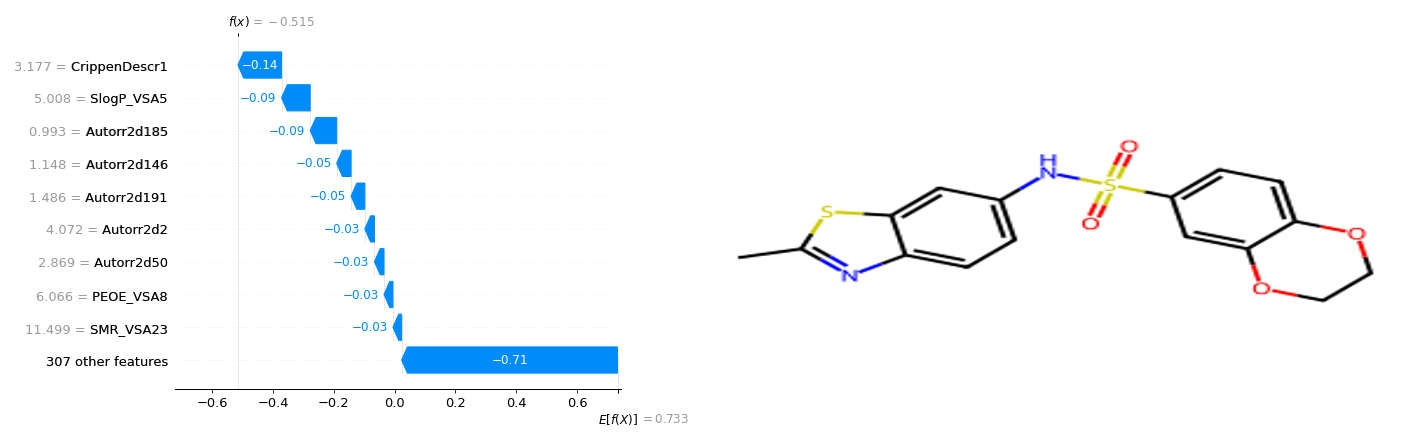 f(x) = −0.515
3.177 = CrippenDescr1
−0.14
5.008 = SlogP_VSA5
−0.09
0.993 = Autorr2d185
−0.09
1.148 = Autorr2d146
−0.05
1.486 = Autorr2d191
−0.05
4.072 = Autorr2d2
−0.03
2.869 = Autorr2d50
−0.03
6.066 = PEOE_VSA8
−0.03
11.499 = SMR_VSA23
−0.03
307 other features
−0.71
−0.6 −0.4 −0.2 0.0 0.2 0.4 0.6
E[f(X)] = 0.733
S
N
H
N
S
O
O
O
O